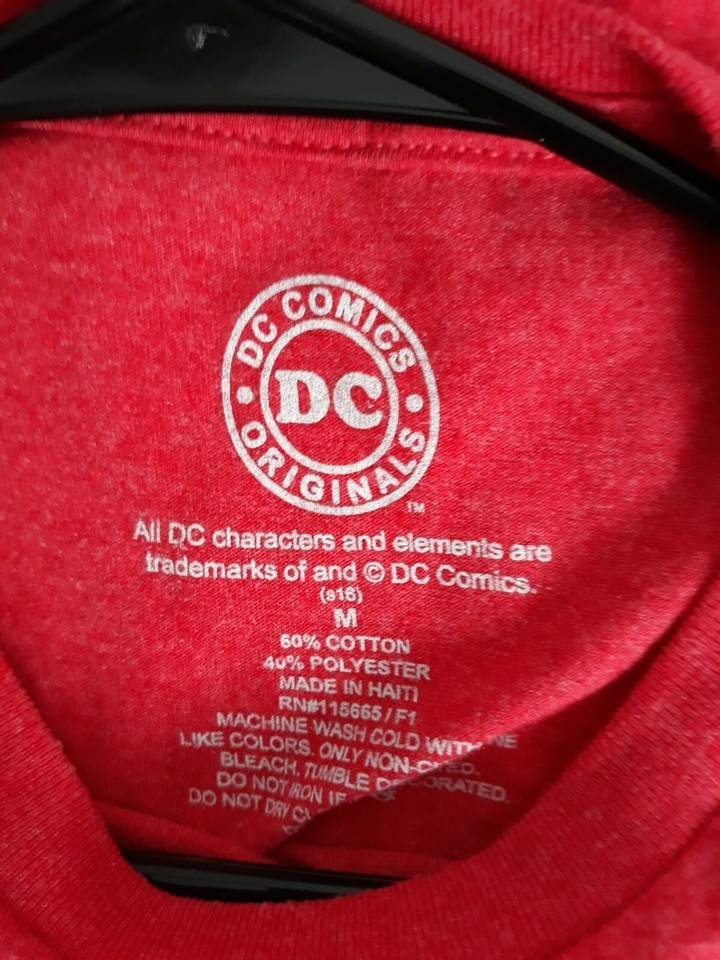 DC COMICS
DC
ORIGINALS
TM
All DC characters and elements are
trademarks of and © DC Comics.
(s16)
M
60% COTTON
40% POLYESTER
MADE IN HAITI
RN#115665 / F1
MACHINE WASH COLD WITH
LIKE COLORS. ONLY NON-
BLEACH. TUMBLE
DO NOT IRON IF
DO NOT DRY